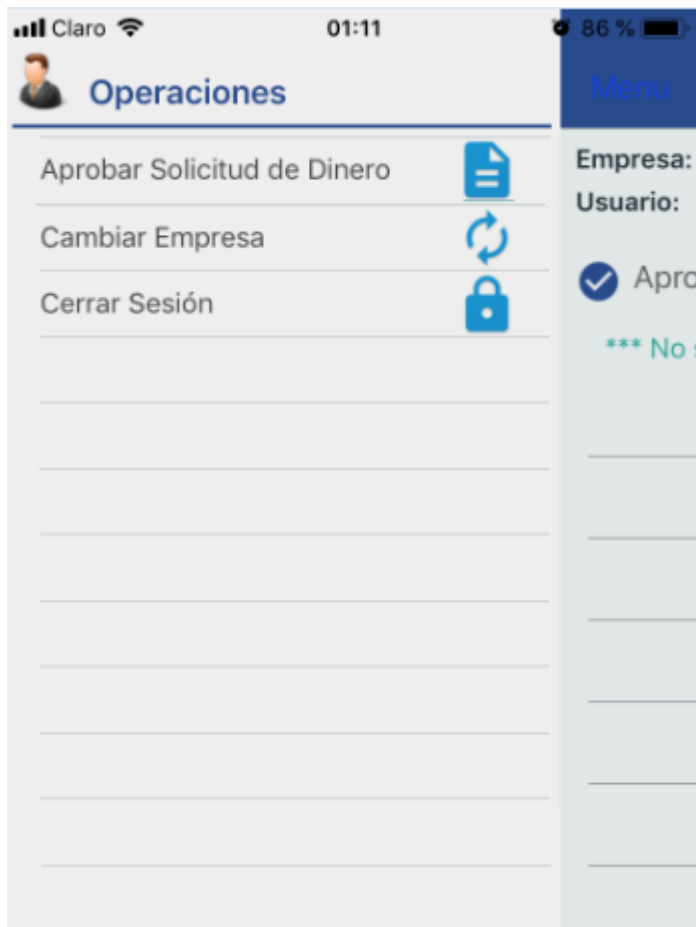 Claro 01:11 86 %
Operaciones
Menu
Aprobar Solicitud de Dinero
Cambiar Empresa
Cerrar Sesión
Empresa:
Usuario:
Apro
*** No s